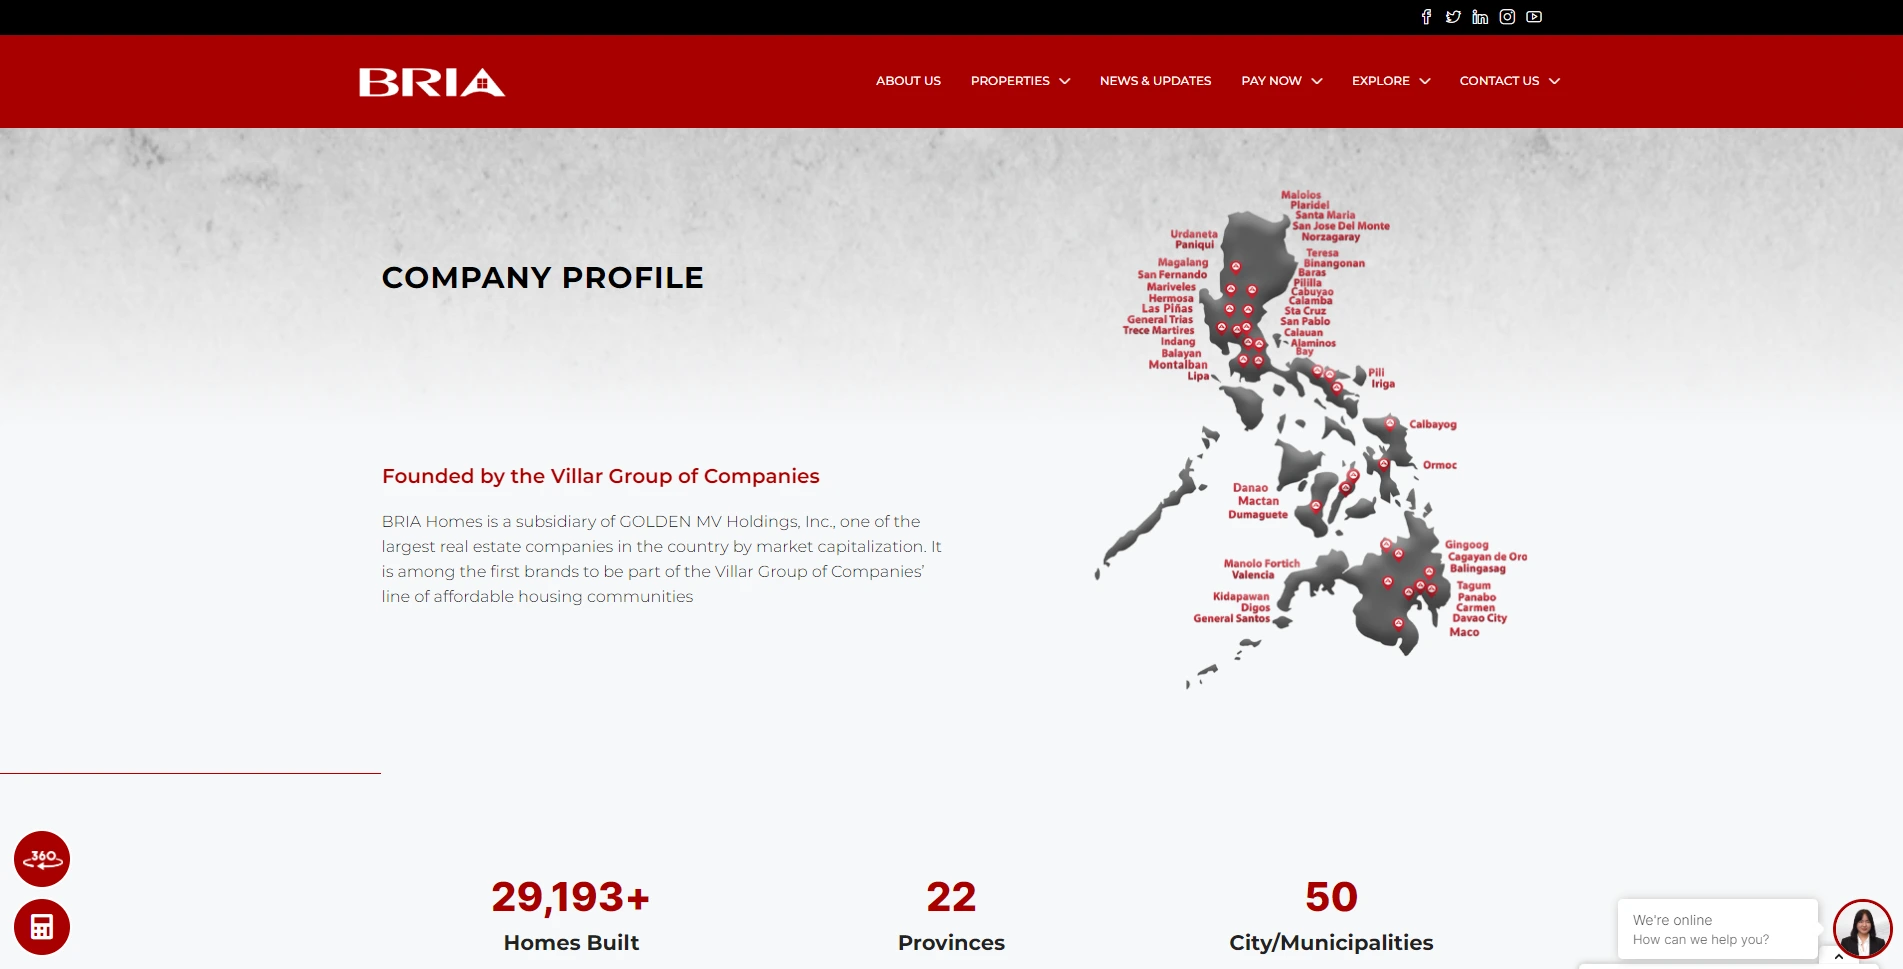 BRIA
ABOUT US
PROPERTIES
NEWS & UPDATES
PAY NOW
EXPLORE
CONTACT US
COMPANY PROFILE
Founded by the Villar Group of Companies
BRIA Homes is a subsidiary of GOLDEN MV Holdings, Inc., one of the
largest real estate companies in the country by market capitalization. It
is among the first brands to be part of the Villar Group of Companies’
line of affordable housing communities
Malolos
Plaridel
Santa Maria
San Jose Del Monte
Norzagaray
Urdaneta
Paniqui
Teresa
Binangonan
Baras
Pililla
Cabuyao
Calamba
Sta Cruz
San Pablo
Calauan
Alaminos
Bay
Magalang
San Fernando
Mariveles
Hermosa
Las Piñas
General Trias
Trece Martires
Indang
Balayan
Montalban
Lipa
Pili
Iriga
Calbayog
Ormoc
Danao
Mactan
Dumaguete
Gingoog
Cagayan de Oro
Balingasag
Manolo Fortich
Valencia
Tagum
Panabo
Carmen
Davao City
Maco
Kidapawan
Digos
General Santos
360
29,193+
Homes Built
22
Provinces
50
City/Municipalities
We're online
How can we help you?